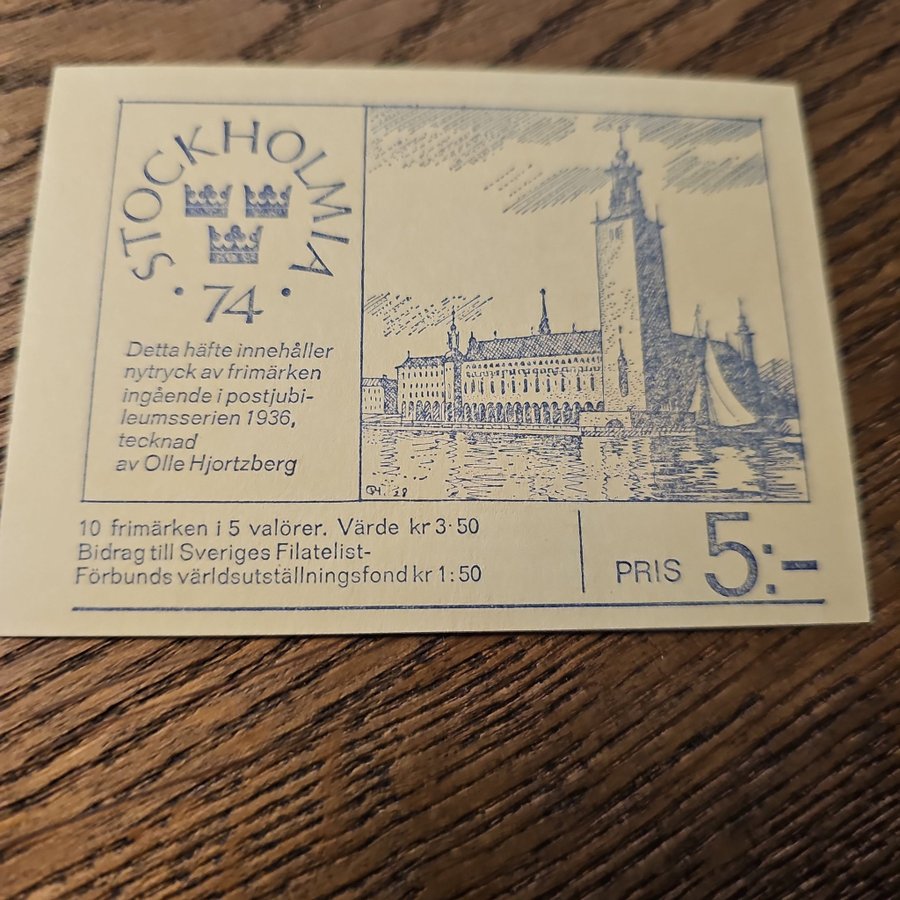 STOCKHOLMIA
· 74 ·
Detta häfte innehåller
nytryck av frimärken
ingående i postjubi-
leumsserien 1936,
tecknad
av Olle Hjortzberg
10 frimärken i 5 valörer. Värde kr 3·50
Bidrag till Sveriges Filatelist-
Förbunds världsutställningsfond kr 1:50
PRIS 5:-